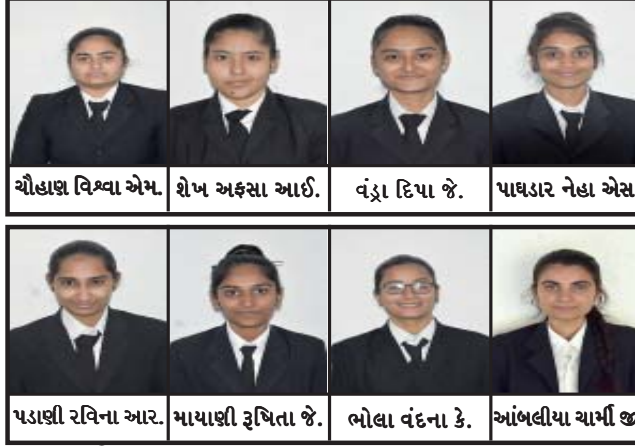 ચૌહાણ વિશ્વા એમ.
શેખ અફસા આઈ.
વંડ્રા દિપા જે.
પાઘડાર નેહા એસ
પડાણી રવિના આર.
માયાણી રૂષિતા જે.
ભોલા વંદના કે.
આંબલીયા ચાર્મી જી